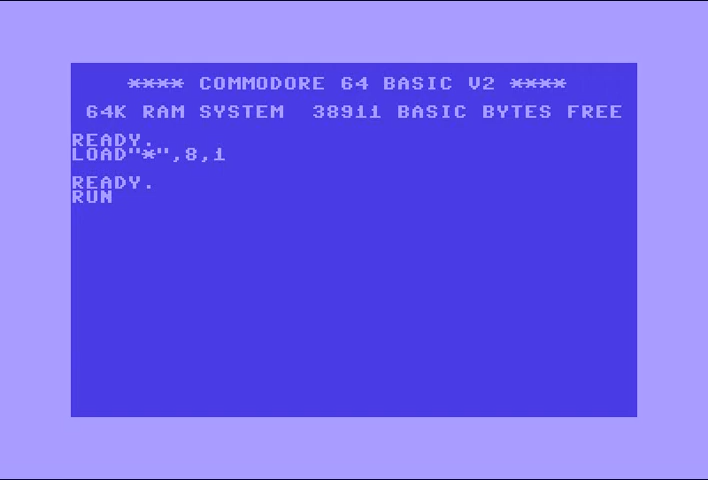 **** COMMODORE 64 BASIC V2 ****
64K RAM SYSTEM  38911 BASIC BYTES FREE
READY.
LOAD"*",8,1
READY.
RUN